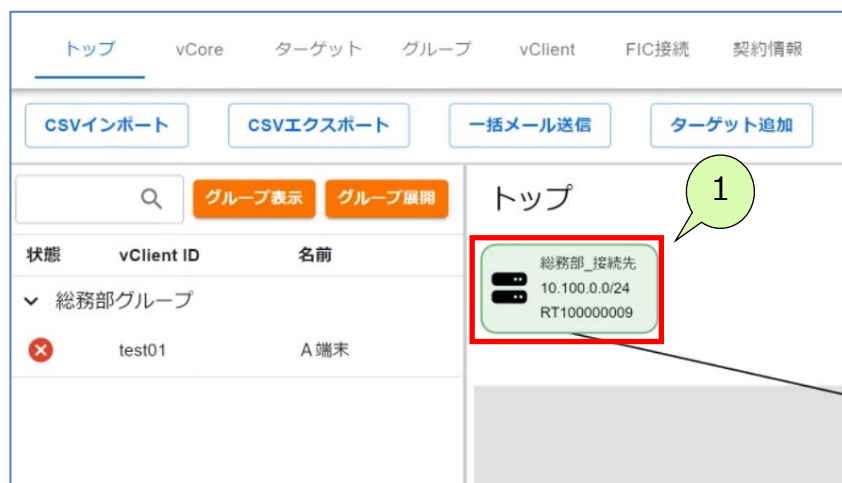 トップ vCore ターゲット グループ vClient FIC接続 契約情報
CSVインポート CSVエクスポート 一括メール送信 ターゲット追加
グループ表示 グループ展開
トップ
1
状態 vClient ID 名前
総務部_接続先
10.100.0.0/24
RT100000009
総務部グループ
test01 A端末